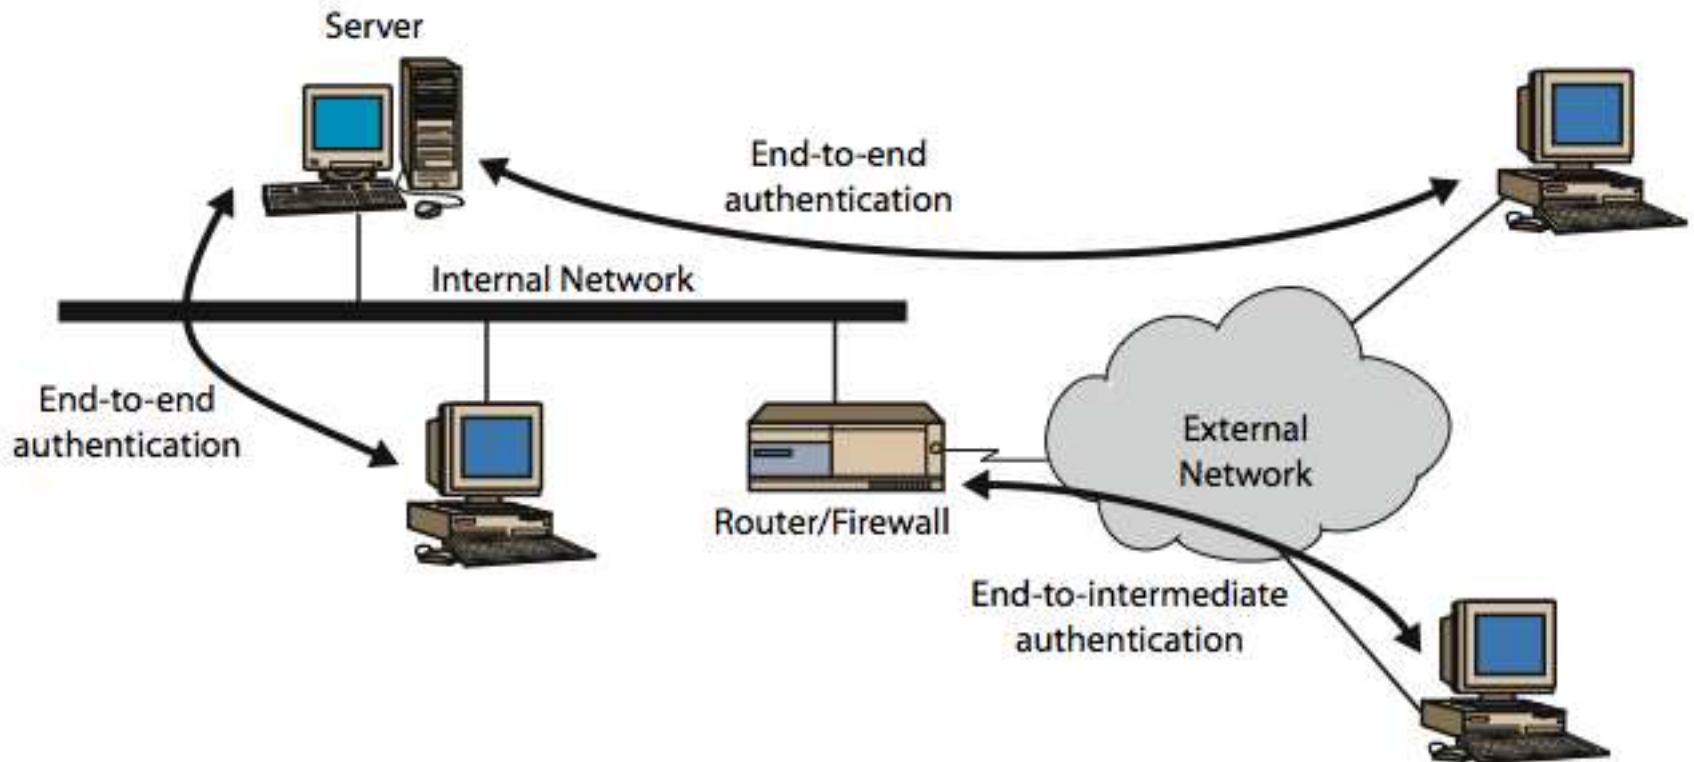 Server
End-to-end
authentication
Internal Network
End-to-end
authentication
External
Network
Router/Firewall
End-to-intermediate
authentication